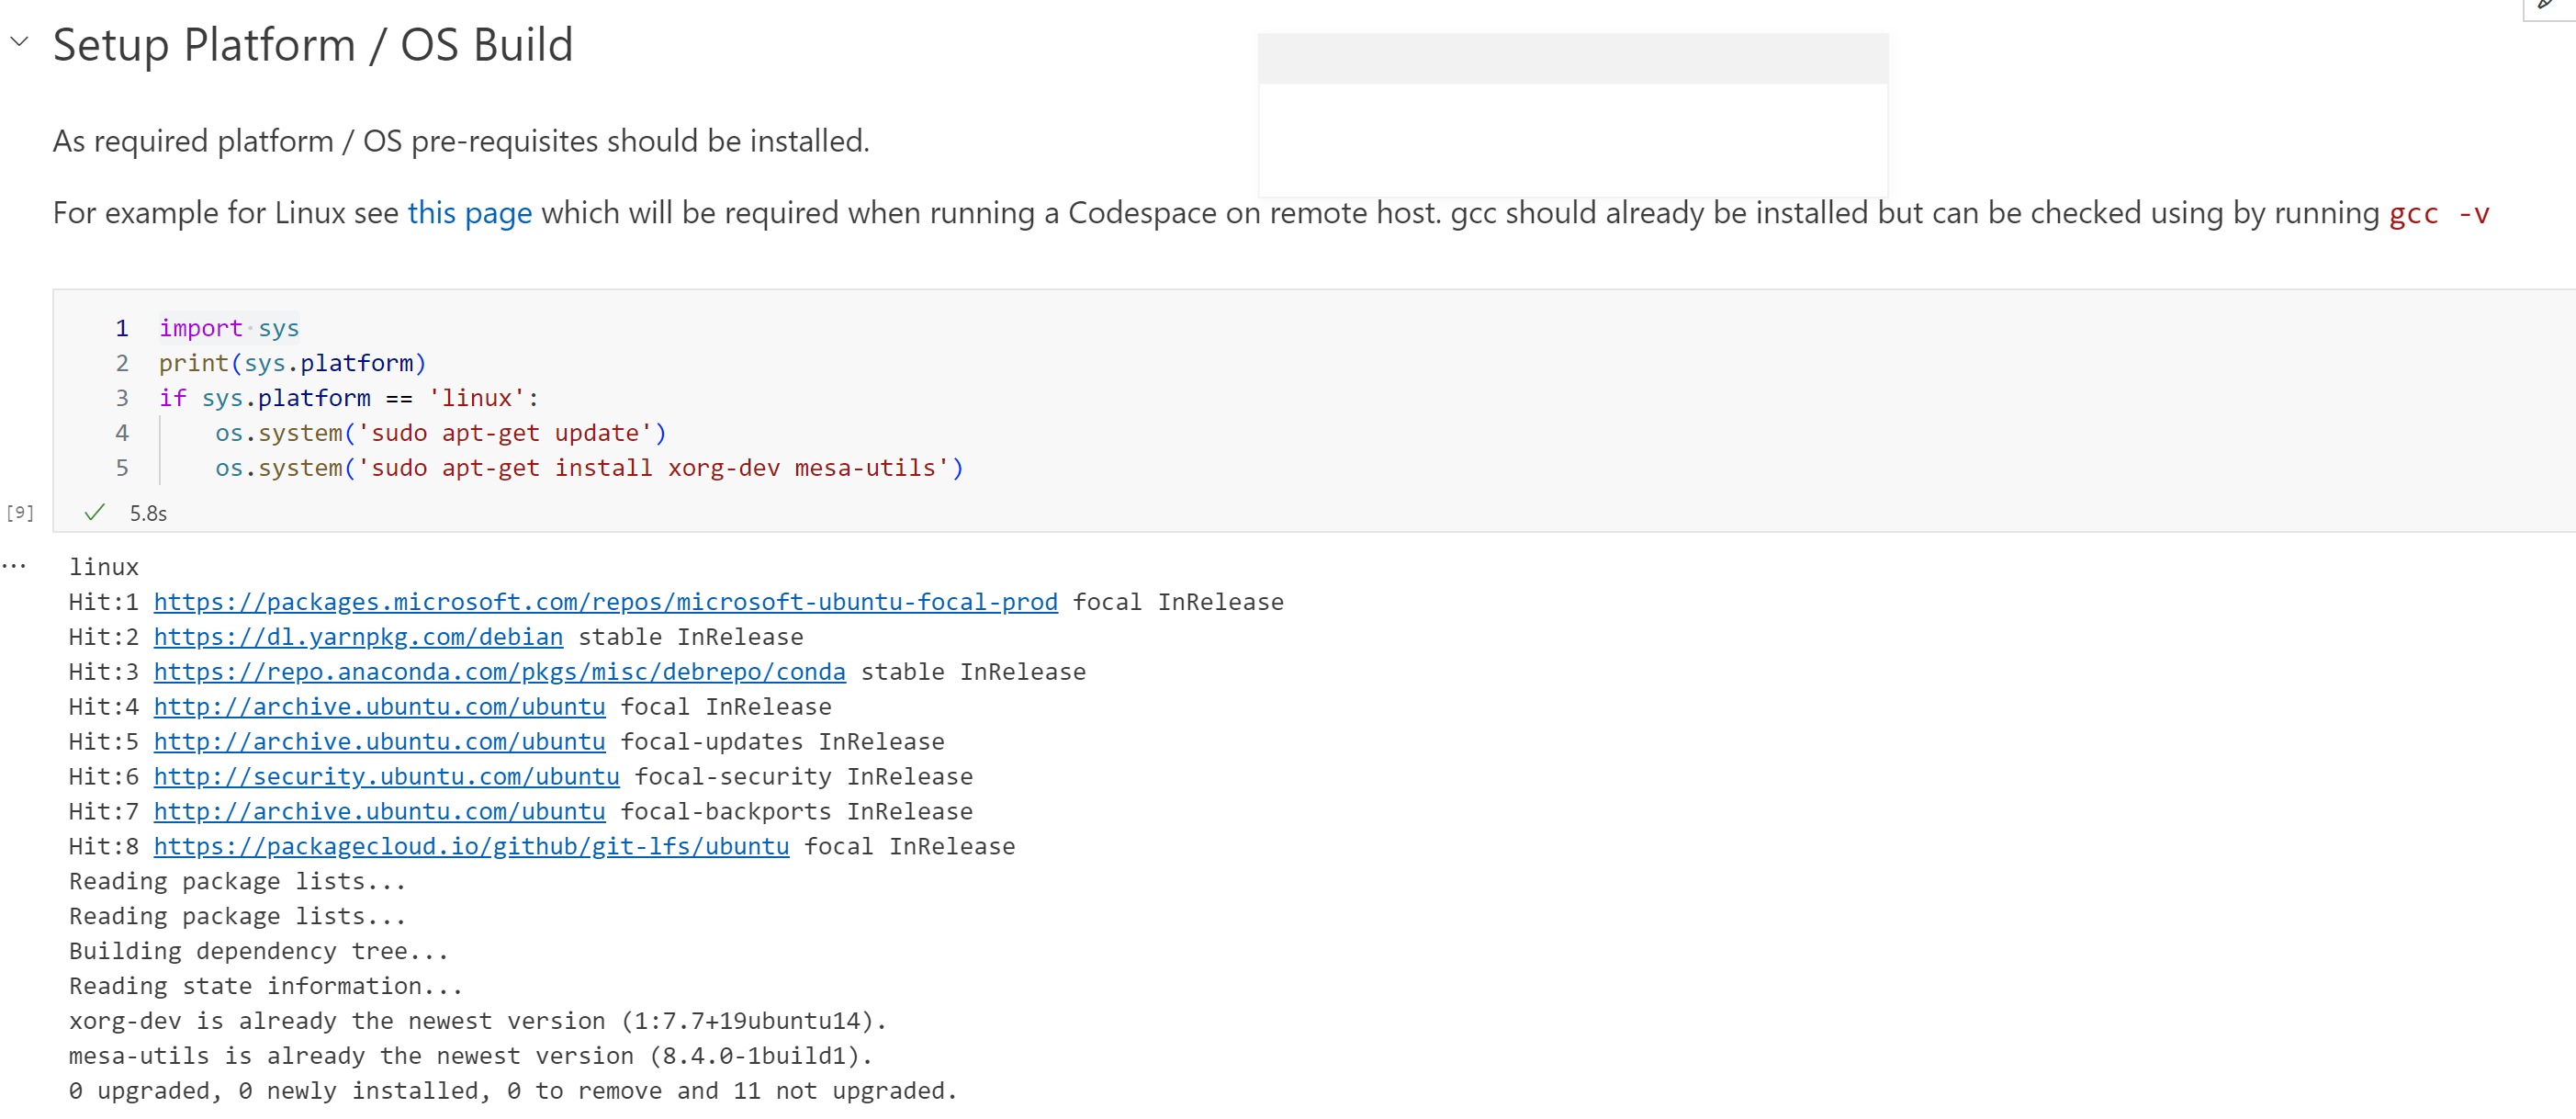 Setup Platform / OS Build
As required platform / OS pre-requisites should be installed.
For example for Linux see this page which will be required when running a Codespace on remote host. gcc should already be installed but can be checked using by running gcc -v
1 import sys
2 print(sys.platform)
3 if sys.platform == 'linux':
4 os.system('sudo apt-get update')
5 os.system('sudo apt-get install xorg-dev mesa-utils')
[9] ✓ 5.8s
... linux
Hit:1 https://packages.microsoft.com/repos/microsoft-ubuntu-focal-prod focal InRelease
Hit:2 https://dl.yarnpkg.com/debian stable InRelease
Hit:3 https://repo.anaconda.com/pkgs/misc/debrepo/conda stable InRelease
Hit:4 http://archive.ubuntu.com/ubuntu focal InRelease
Hit:5 http://archive.ubuntu.com/ubuntu focal-updates InRelease
Hit:6 http://security.ubuntu.com/ubuntu focal-security InRelease
Hit:7 http://archive.ubuntu.com/ubuntu focal-backports InRelease
Hit:8 https://packagecloud.io/github/git-lfs/ubuntu focal InRelease
Reading package lists...
Reading package lists...
Building dependency tree...
Reading state information...
xorg-dev is already the newest version (1:7.7+19ubuntu14).
mesa-utils is already the newest version (8.4.0-1build1).
0 upgraded, 0 newly installed, 0 to remove and 11 not upgraded.